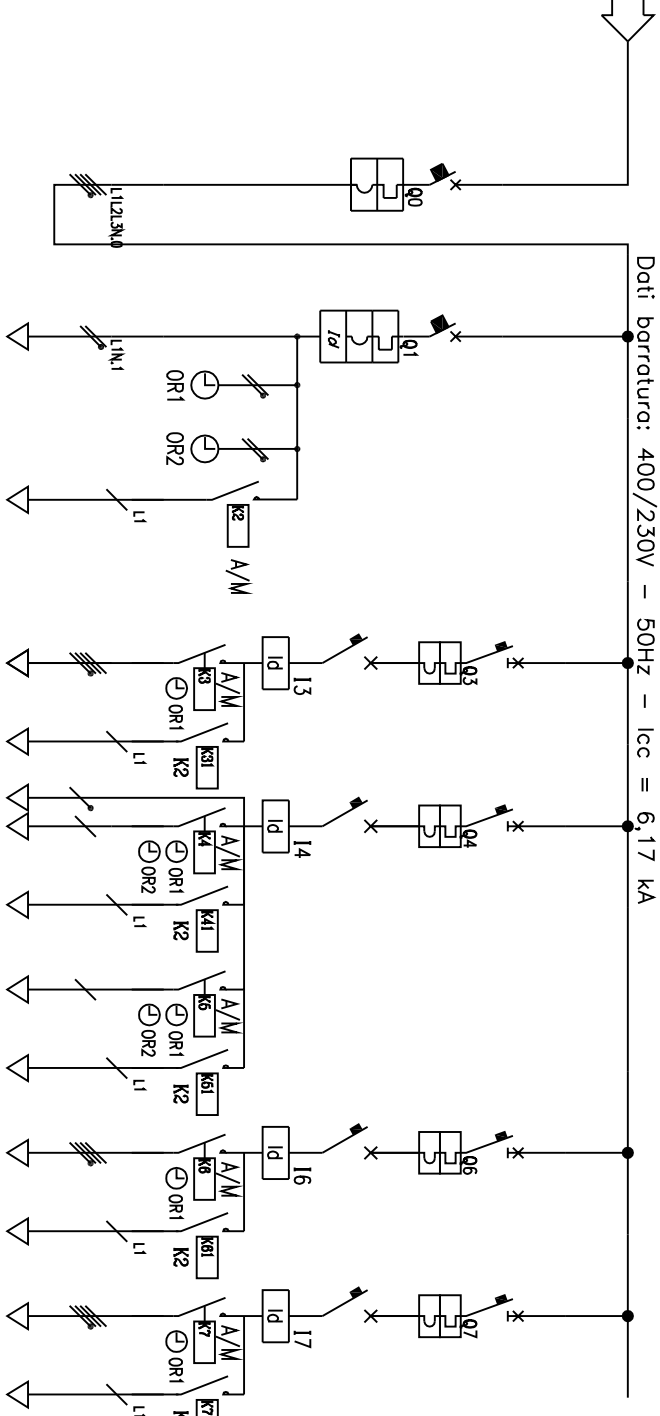 Dati barratura: 400/230V - 50Hz - Icc = 6,17 kA
Q0
L1L2L3N.0
Q1
Id
L1N.1
OR1
OR2
K2
A/M
L1
Q3
I3
Id
K3
A/M
OR1
K31
K2
L1
Q4
I4
Id
K4
A/M
OR1
OR2
K41
K2
L1
K5
A/M
OR1
OR2
K51
K2
L1
Q6
I6
Id
K6
A/M
OR1
K61
K2
L1
Q7
I7
Id
K7
A/M
OR1
L1